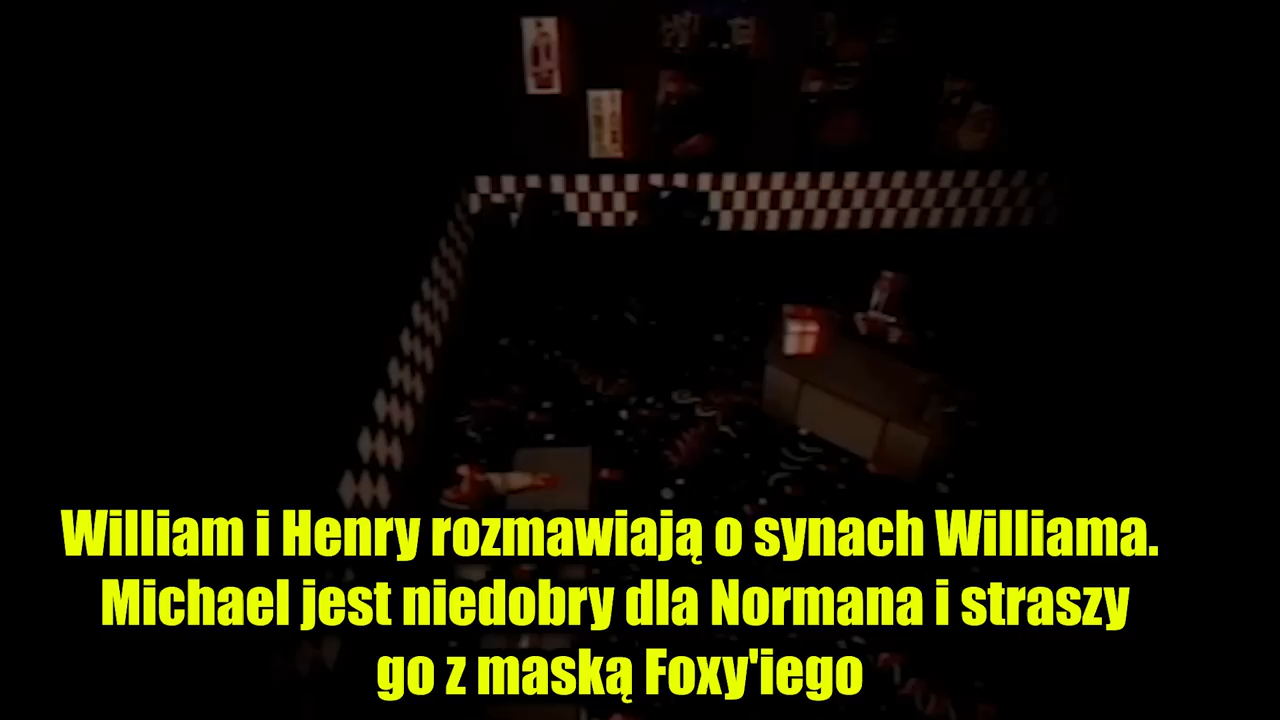 William i Henry rozmawiają o synach Williama.
Michael jest niedobry dla Normana i straszy
go z maską Foxy'iego